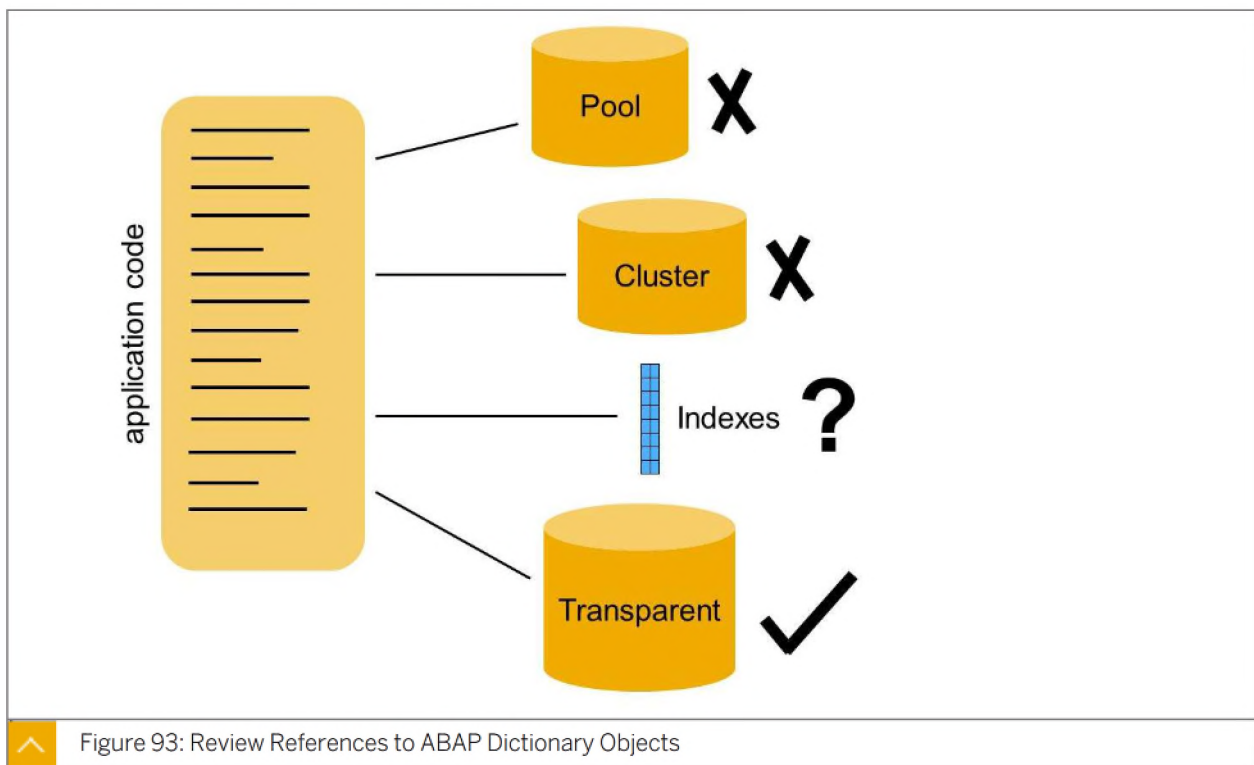 Pool
Cluster
application code
Indexes ?
Transparent
Figure 93: Review References to ABAP Dictionary Objects